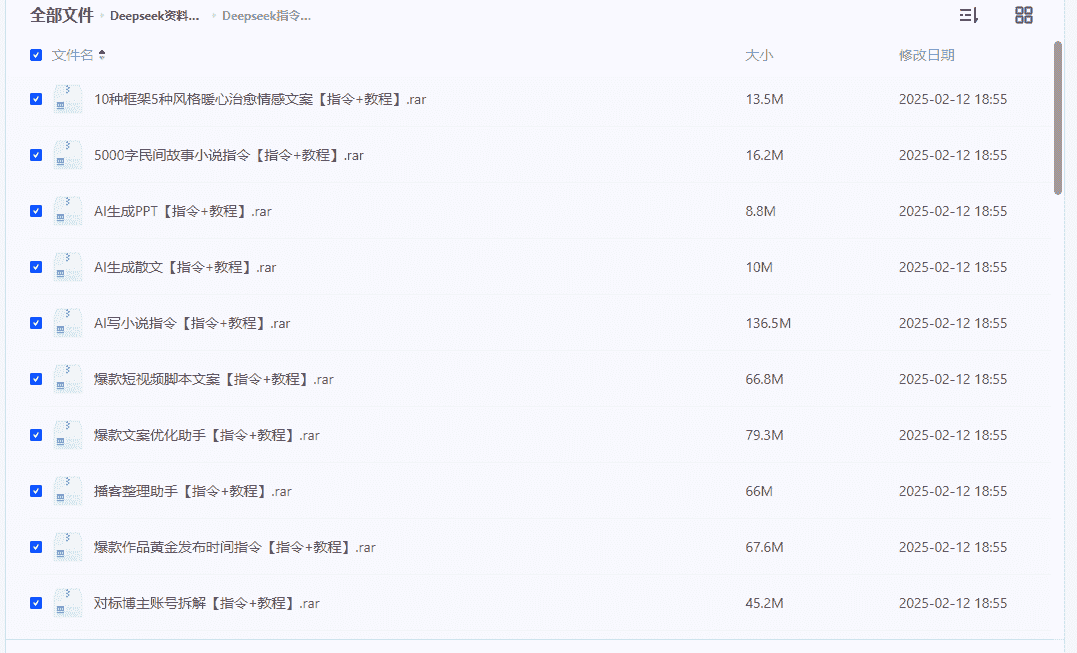 全部文件 Deepseek资料... Deepseek指令...
文件名 大小 修改日期
10种框架5种风格暖心治愈情感文案【指令+教程】.rar 13.5M 2025-02-12 18:55
5000字民间故事小说指令【指令+教程】.rar 16.2M 2025-02-12 18:55
AI生成PPT【指令+教程】.rar 8.8M 2025-02-12 18:55
AI生成散文【指令+教程】.rar 10M 2025-02-12 18:55
AI写小说指令【指令+教程】.rar 136.5M 2025-02-12 18:55
爆款短视频脚本文案【指令+教程】.rar 66.8M 2025-02-12 18:55
爆款文案优化助手【指令+教程】.rar 79.3M 2025-02-12 18:55
播客整理助手【指令+教程】.rar 66M 2025-02-12 18:55
爆款作品黄金发布时间指令【指令+教程】.rar 67.6M 2025-02-12 18:55
对标博主账号拆解【指令+教程】.rar 45.2M 2025-02-12 18:55